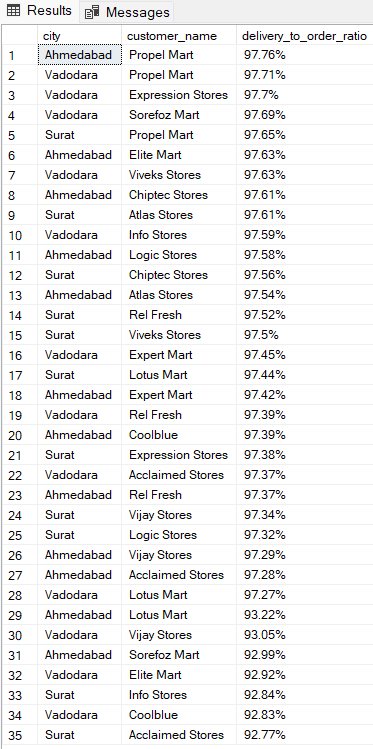 Results Messages
city customer_name delivery_to_order_ratio
1 Ahmedabad Propel Mart 97.76%
2 Vadodara Propel Mart 97.71%
3 Vadodara Expression Stores 97.7%
4 Vadodara Sorefoz Mart 97.69%
5 Surat Propel Mart 97.65%
6 Ahmedabad Elite Mart 97.63%
7 Vadodara Viveks Stores 97.63%
8 Ahmedabad Chiptec Stores 97.61%
9 Surat Atlas Stores 97.61%
10 Vadodara Info Stores 97.59%
11 Ahmedabad Logic Stores 97.58%
12 Surat Chiptec Stores 97.56%
13 Ahmedabad Atlas Stores 97.54%
14 Surat Rel Fresh 97.52%
15 Surat Viveks Stores 97.5%
16 Vadodara Expert Mart 97.45%
17 Surat Lotus Mart 97.44%
18 Ahmedabad Expert Mart 97.42%
19 Vadodara Rel Fresh 97.39%
20 Ahmedabad Coolblue 97.39%
21 Surat Expression Stores 97.38%
22 Vadodara Acclaimed Stores 97.37%
23 Ahmedabad Rel Fresh 97.37%
24 Surat Vijay Stores 97.34%
25 Surat Logic Stores 97.32%
26 Ahmedabad Vijay Stores 97.29%
27 Ahmedabad Acclaimed Stores 97.28%
28 Vadodara Lotus Mart 97.27%
29 Ahmedabad Lotus Mart 93.22%
30 Vadodara Vijay Stores 93.05%
31 Ahmedabad Sorefoz Mart 92.99%
32 Vadodara Elite Mart 92.92%
33 Surat Info Stores 92.84%
34 Vadodara Coolblue 92.83%
35 Surat Acclaimed Stores 92.77%